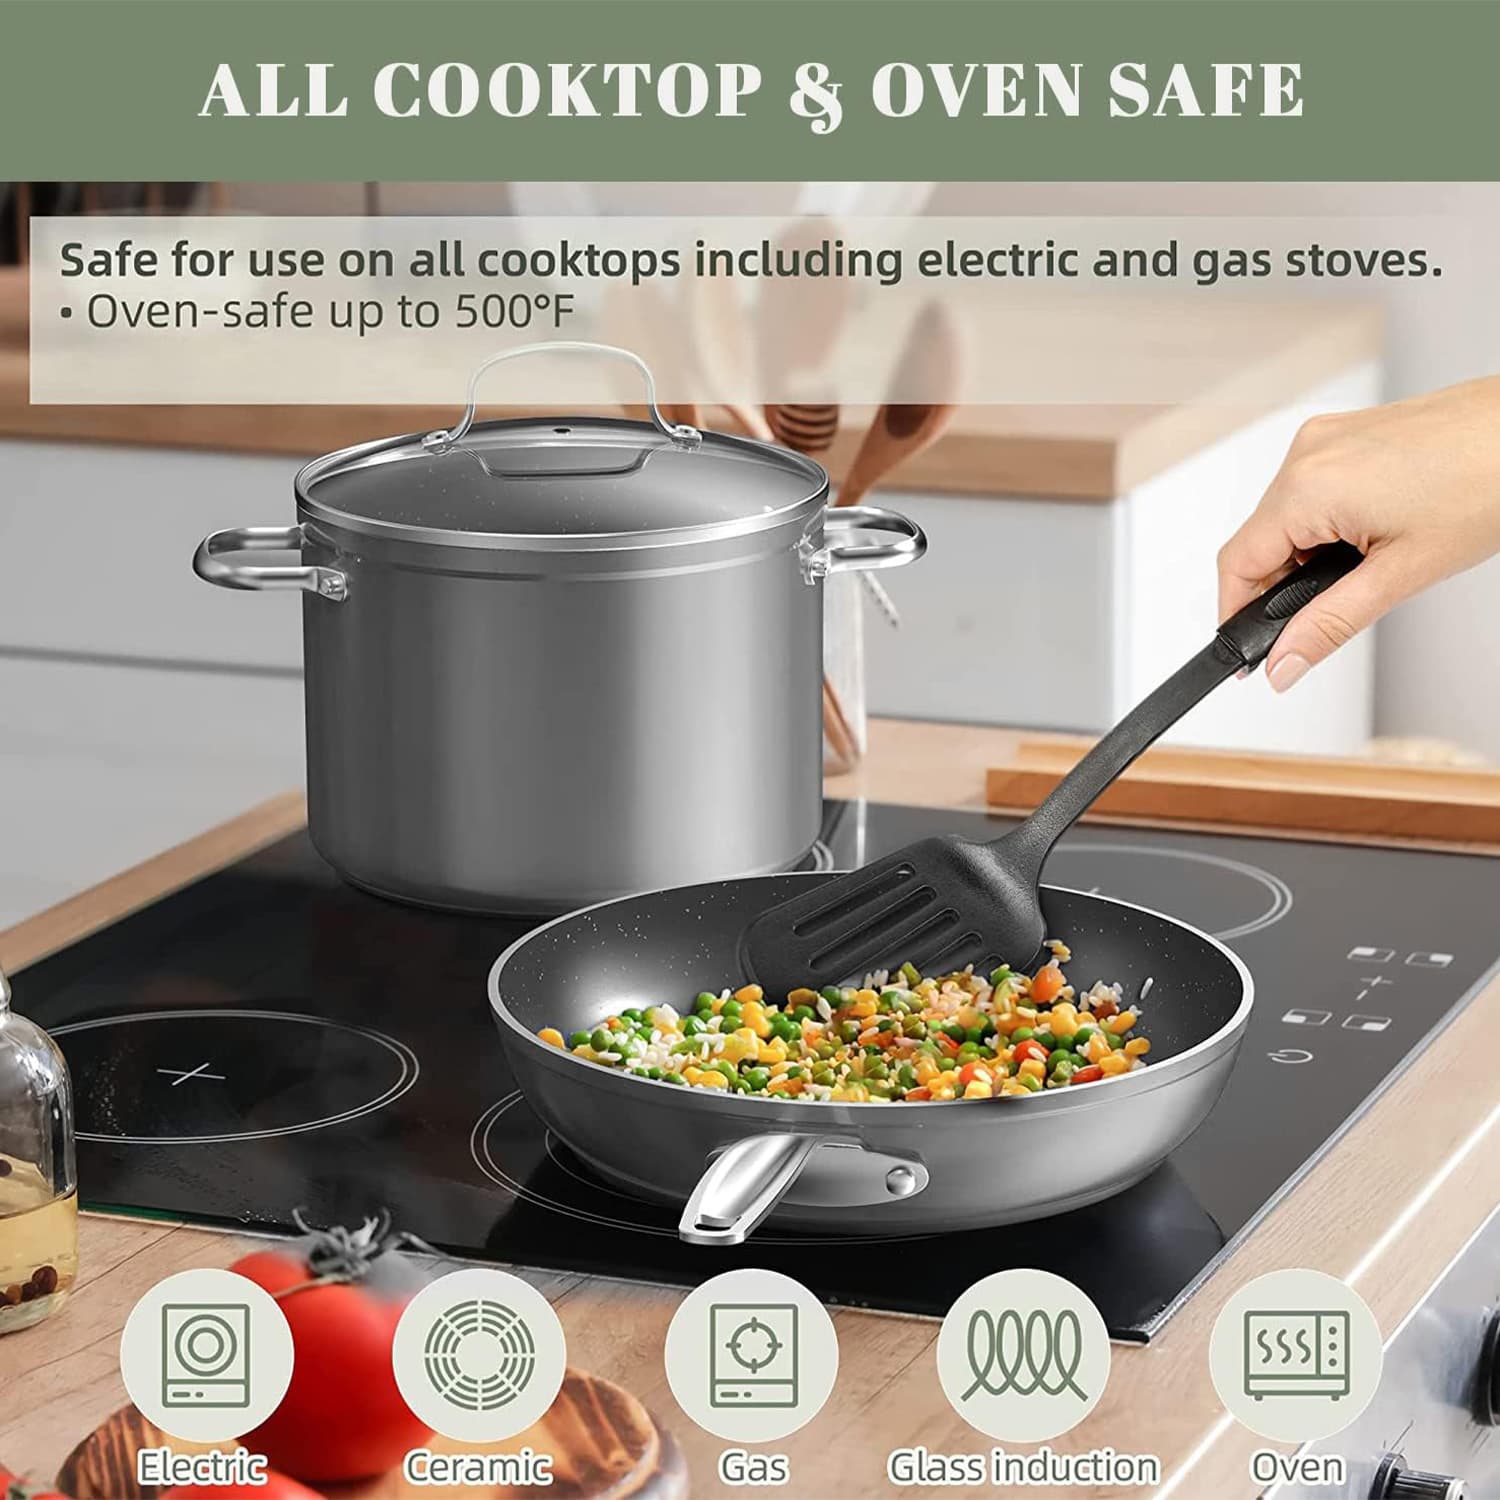 ALL COOKTOP & OVEN SAFE
Safe for use on all cooktops including electric and gas stoves.
• Oven-safe up to 500°F
Electric
Ceramic
Gas
Glass induction
Oven